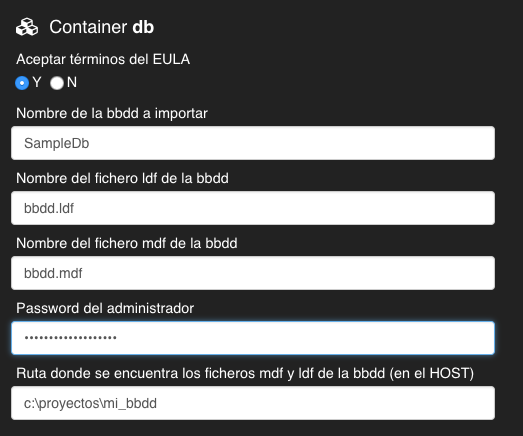 Container db
Aceptar términos del EULA
Y N
Nombre de la bbdd a importar
SampleDb
Nombre del fichero ldf de la bbdd
bbdd.ldf
Nombre del fichero mdf de la bbdd
bbdd.mdf
Password del administrador
•••••••••••••••••••
Ruta donde se encuentra los ficheros mdf y ldf de la bbdd (en el HOST)
c:\proyectos\mi_bbdd